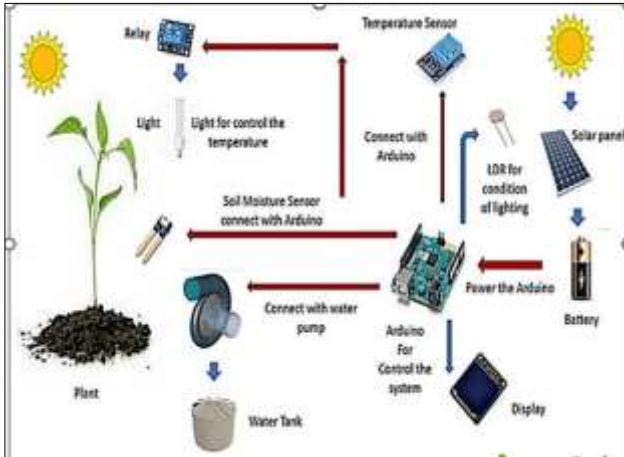 Temperature Sensor
Relay
Solar panel
Light
Light for control the
temperature
Connect with
Arduino
LDR for
condition
of lighting
Soil Moisture Sensor
connect with Arduino
Power the Arduino
Battery
Connect with water
pump
Arduino
For
Control the
system
Plant
Display
Water Tank